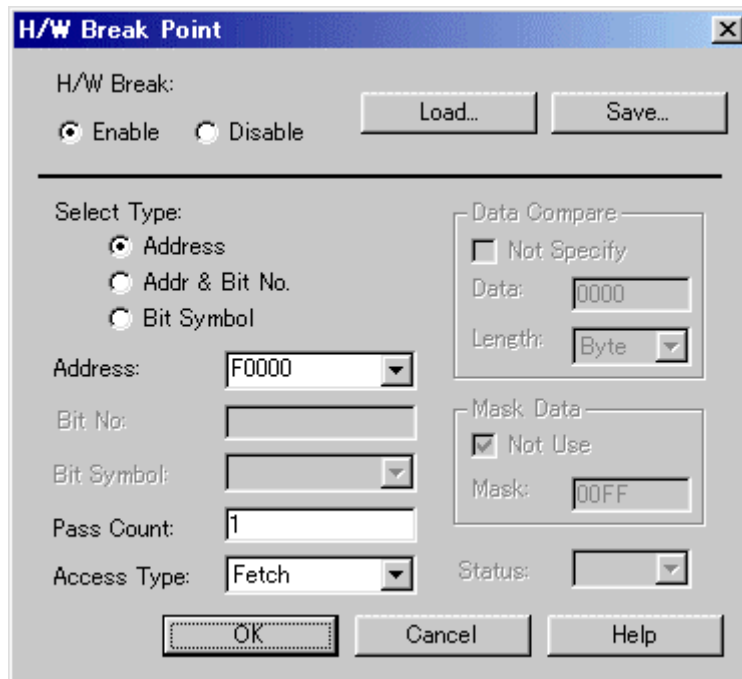 H/W Break Point
H/W Break:
Enable Disable
Load... Save...
Select Type:
Address
Addr & Bit No.
Bit Symbol
Address: F0000
Bit No:
Bit Symbol:
Pass Count: 1
Access Type: Fetch
Data Compare
Not Specify
Data: 0000
Length: Byte
Mask Data
Not Use
Mask: 00FF
Status:
OK Cancel Help